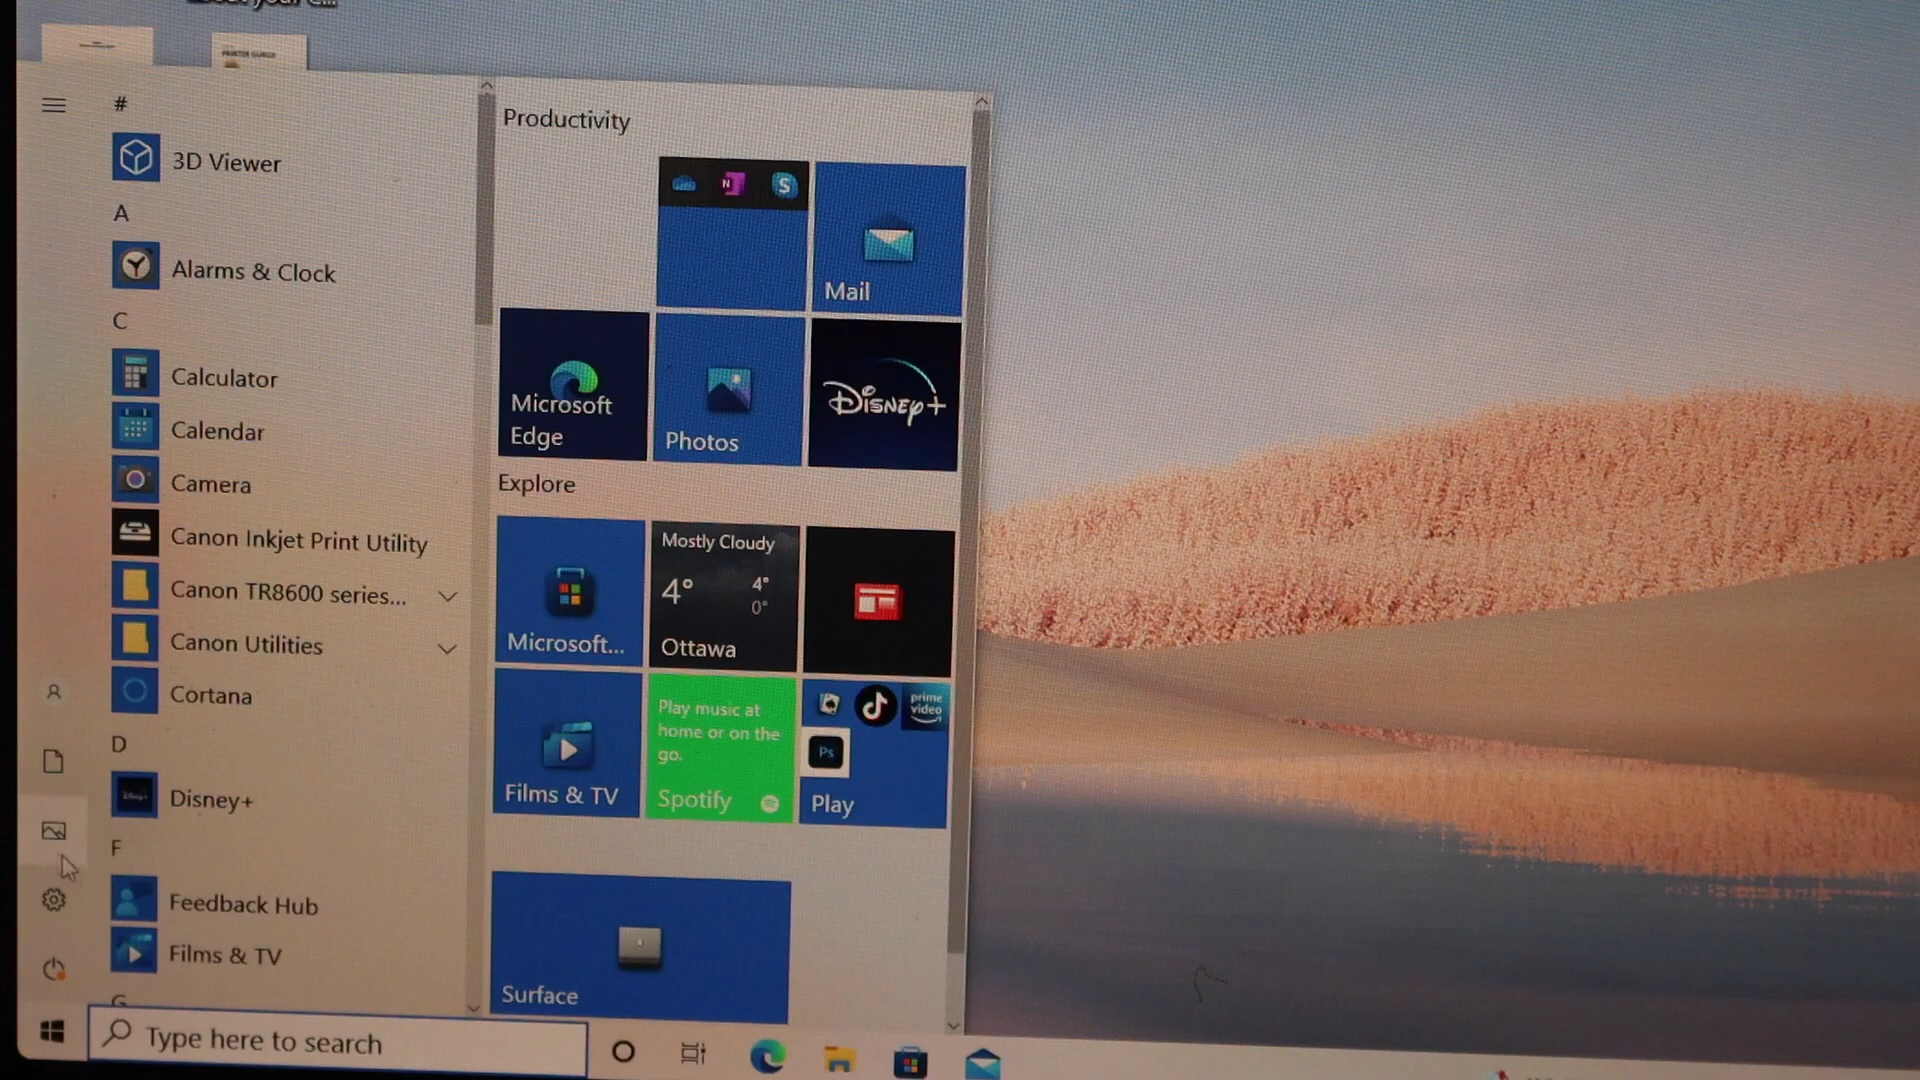 #
3D Viewer
A
Alarms & Clock
C
Calculator
Calendar
Camera
Canon Inkjet Print Utility
Canon TR8600 series...
Canon Utilities
Cortana
D
Disney+
F
Feedback Hub
Films & TV
G
Type here to search
Productivity
N
S
Mail
Microsoft
Edge
Photos
Disney+
Explore
Microsoft...
Mostly Cloudy
4°
4°
0°
Ottawa
Films & TV
Play music at
home or on the
go.
Spotify
prime
video
Ps
Play
Surface